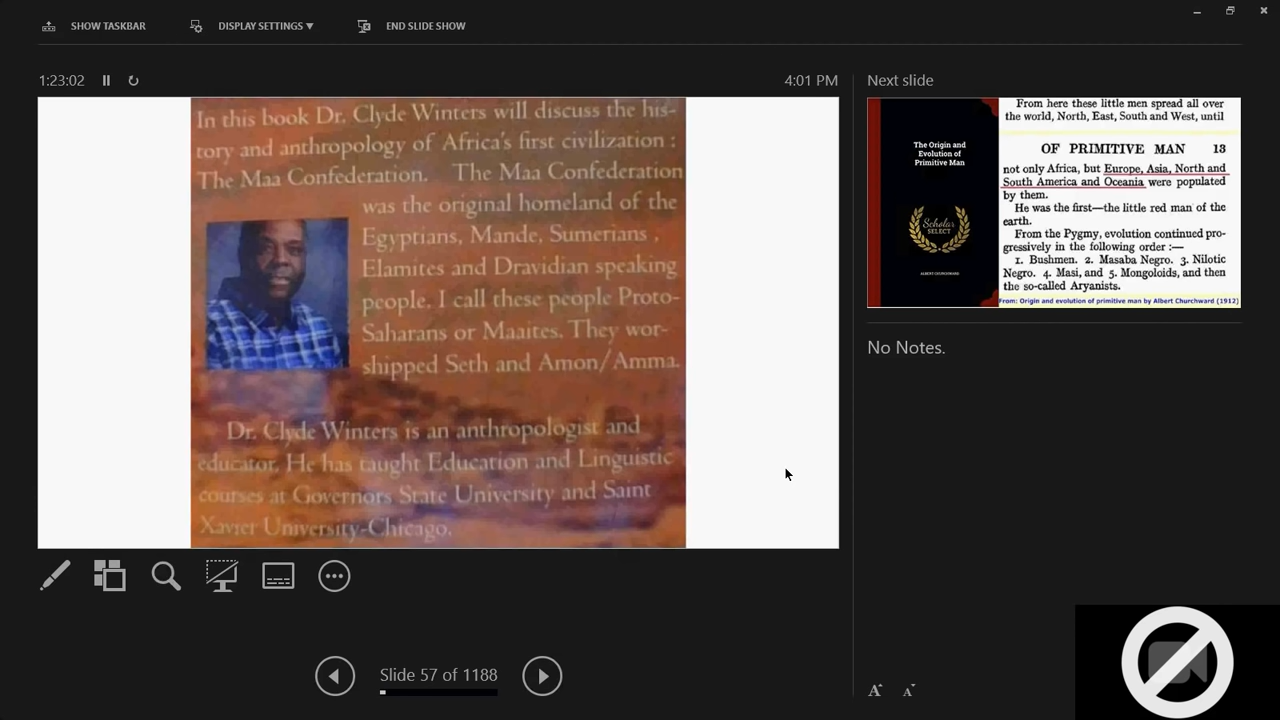 SHOW TASKBAR
DISPLAY SETTINGS ▼
END SLIDE SHOW
1:23:02
4:01 PM
In this book Dr. Clyde Winters will discuss the his-
tory and anthropology of Africa's first civilization :
The Maa Confederation. The Maa Confederation
was the original homeland of the
Egyptians, Mande, Sumerians ,
Elamites and Dravidian speaking
people. I call these people Proto-
Saharans or Maaites. They wor-
shipped Seth and Amon/Amma.
Dr. Clyde Winters is an anthropologist and
educator. He has taught Education and Linguistic
courses at Governors State University and Saint
Xavier University-Chicago.
Slide 57 of 1188
Next slide
The Origin and
Evolution of
Primitive Man
Scholar
SELECT
ALBERT CHURCHWARD
From here these little men spread all over
the world, North, East, South and West, until
OF PRIMITIVE MAN 13
not only Africa, but Europe, Asia, North and
South America and Oceania were populated
by them.
He was the first—the little red man of the
earth.
From the Pygmy, evolution continued pro-
gressively in the following order :—
1. Bushmen. 2. Masaba Negro. 3. Nilotic
Negro. 4. Masi, and 5. Mongoloids, and then
the so-called Aryanists.
From: Origin and evolution of primitive man by Albert Churchward (1912)
No Notes.
A A